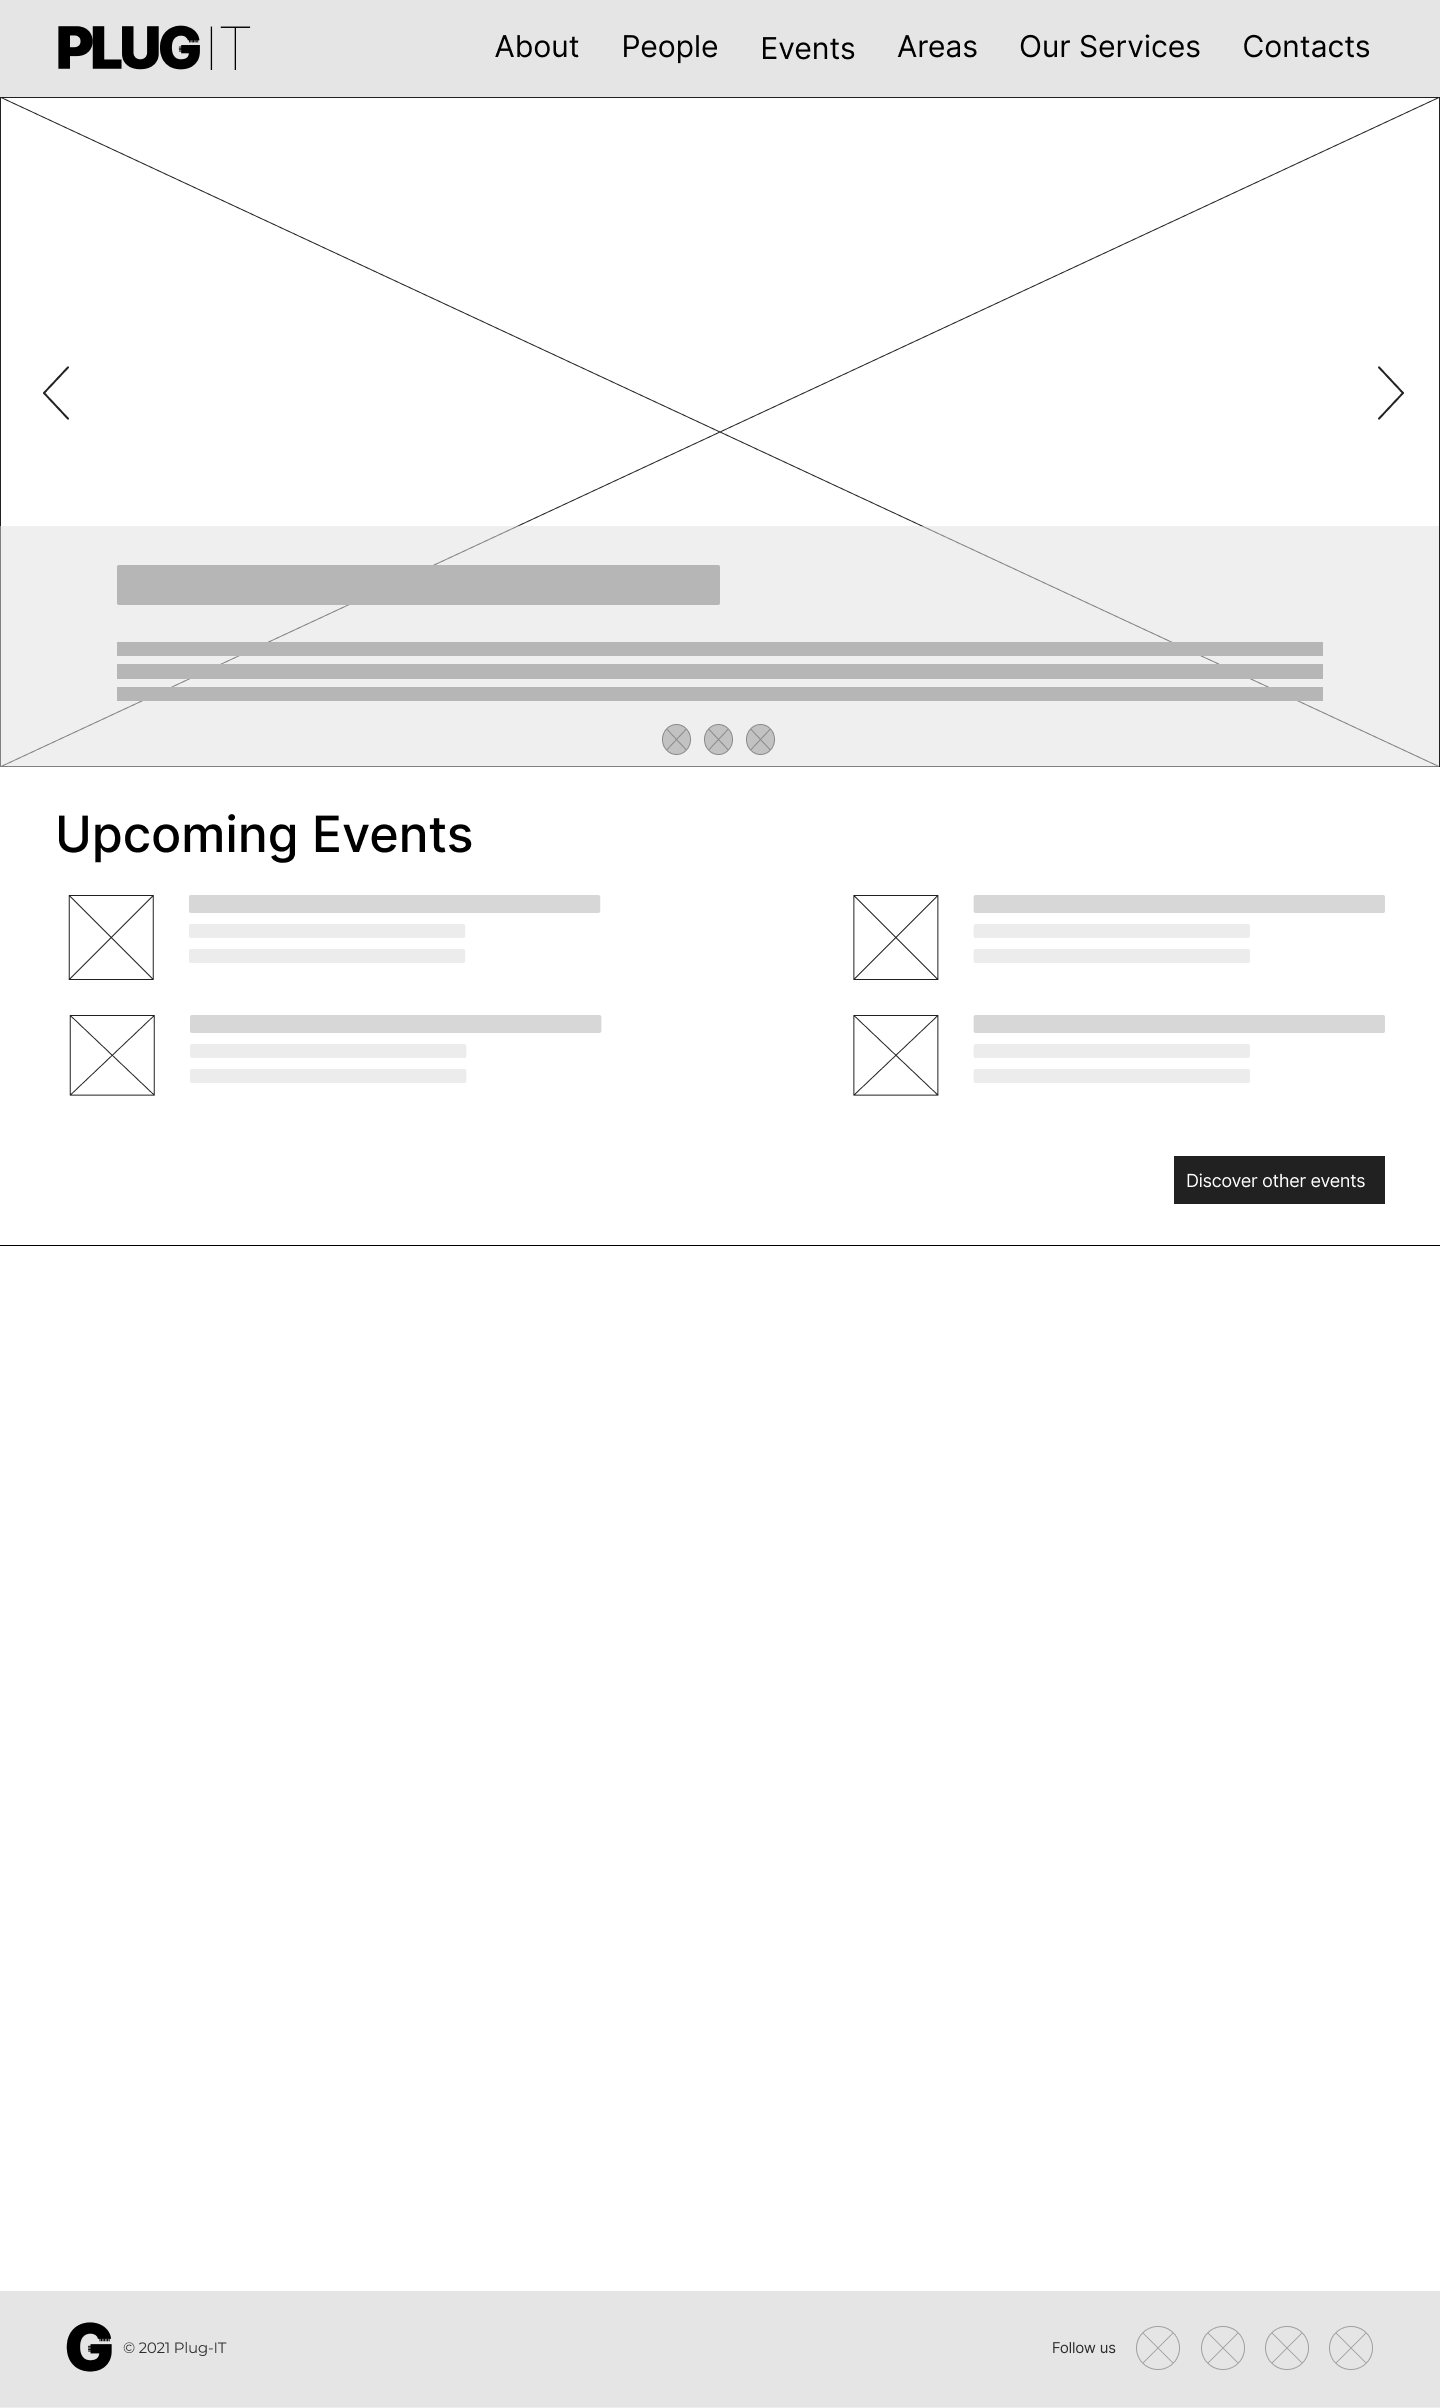 PLUG IT
About People Events Areas Our Services Contacts
Upcoming Events
Discover other events
G © 2021 Plug-IT
Follow us